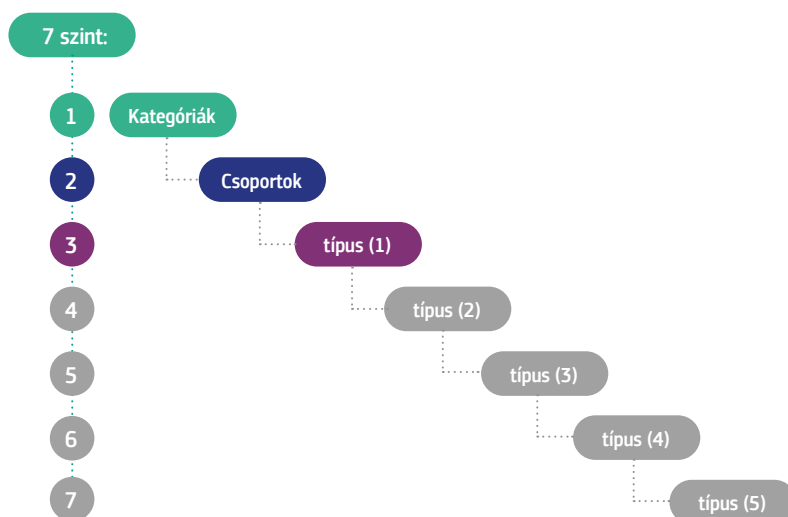 7 szint:
1 Kategóriák
2 Csoportok
3 típus (1)
4 típus (2)
5 típus (3)
6 típus (4)
7 típus (5)